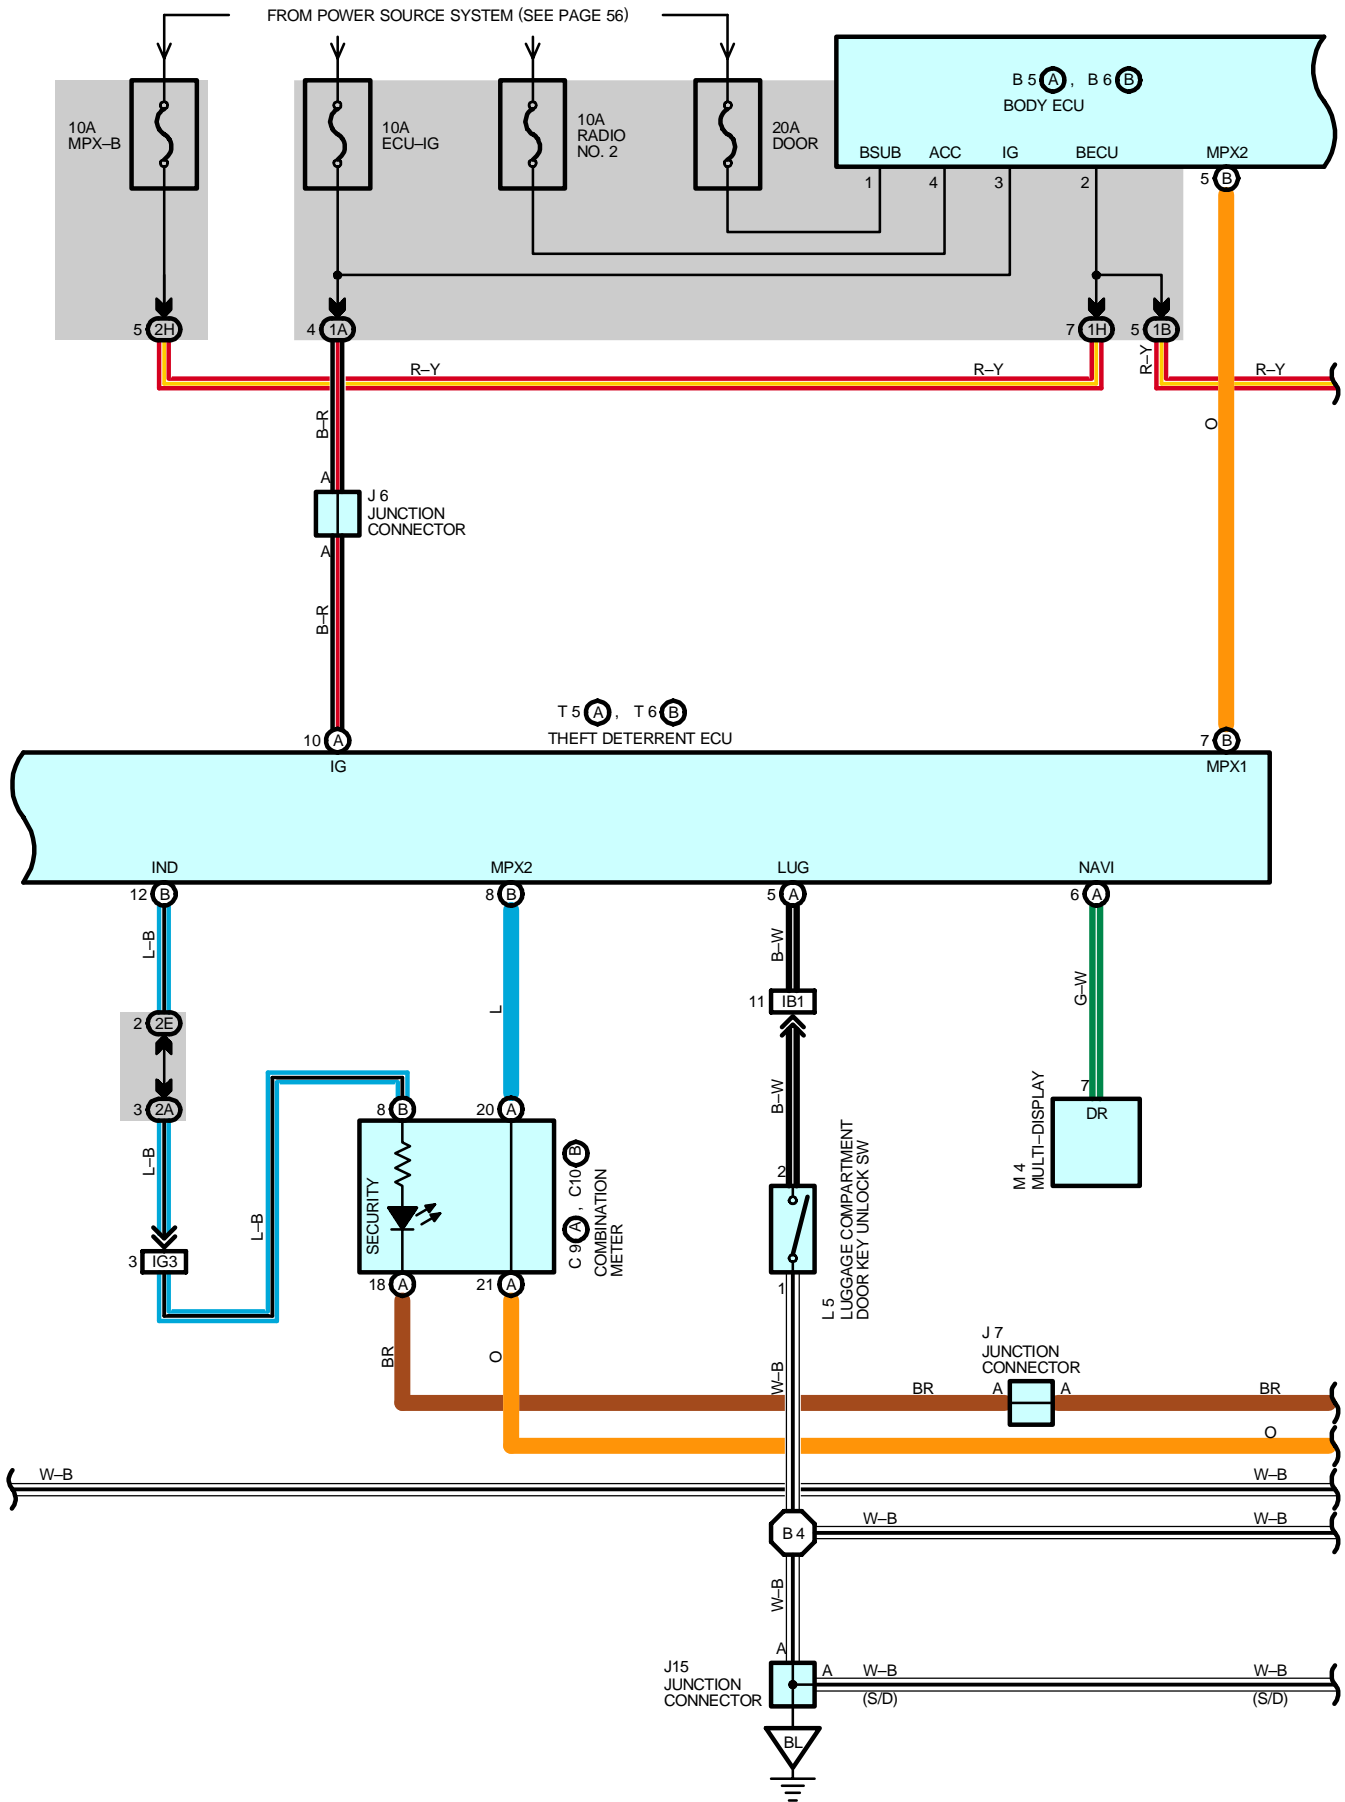 FROM POWER SOURCE SYSTEM (SEE PAGE 56)
10A
MPX–B
10A
ECU–IG
10A
RADIO
NO. 2
20A
DOOR
B 5 A , B 6 B
BODY ECU
BSUB ACC IG BECU MPX2
1 4 3 2 5 B
5 2H
4 1A
7 1H
5 1B
R–Y
R–Y
R–Y
R–Y
B–R
O
A
J 6
JUNCTION
CONNECTOR
A
B–R
T 5 A , T 6 B
THEFT DETERRENT ECU
10 A
7 B
IG
MPX1
IND MPX2 LUG NAVI
12 B
8 B
5 A
6 A
L–B
L
B–W
G–W
11 IB1
2 2E
3 2A
B–W
L–B
3 IG3
L–B
8 B
20 A
SECURITY
18 A
21 A
C 9 A , C10 B
COMBINATION
METER
2
1
L 5
LUGGAGE COMPARTMENT
DOOR KEY UNLOCK SW
7
DR
M 4
MULTI–DISPLAY
BR
O
W–B
J 7
JUNCTION
CONNECTOR
BR A A BR
O
W–B W–B
B 4
W–B W–B
W–B
A
J15
JUNCTION
CONNECTOR
A W–B W–B
(S/D) (S/D)
BL